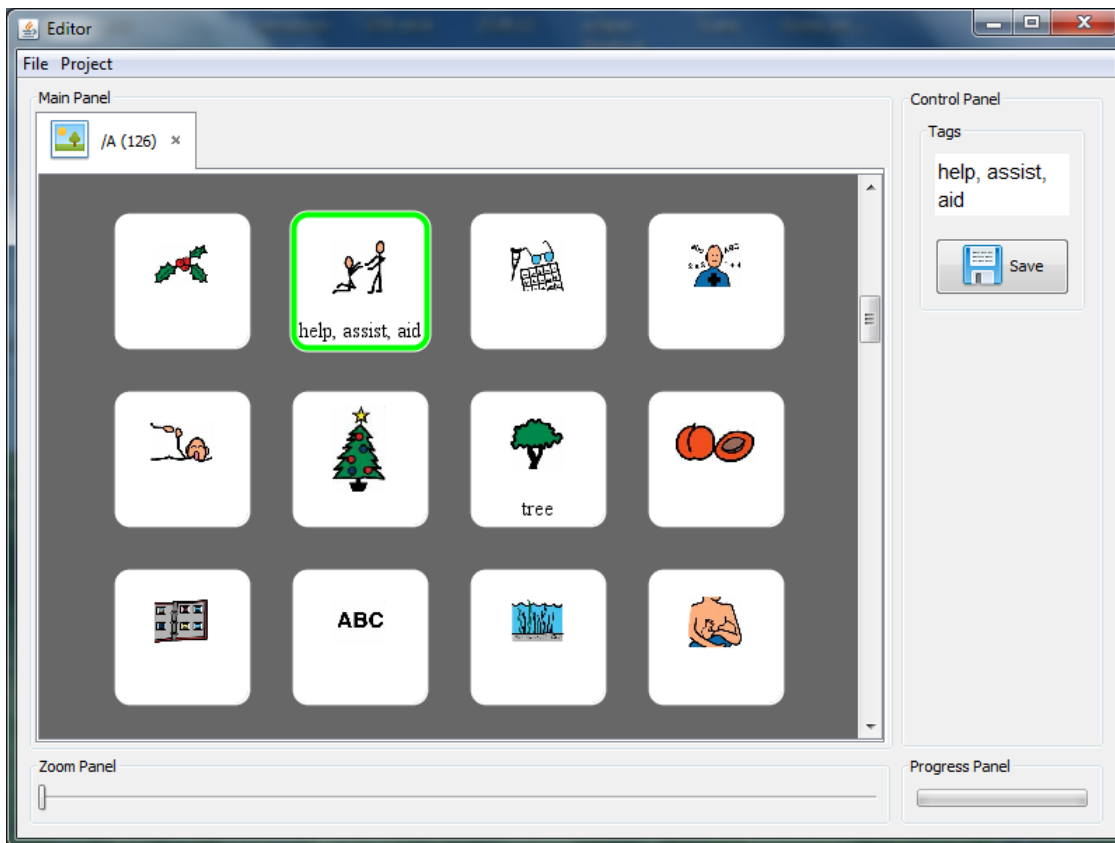 Editor
File Project
Main Panel
Control Panel
/A (126)
Tags
help, assist,
aid
Save
help, assist, aid
tree
ABC
Zoom Panel
Progress Panel